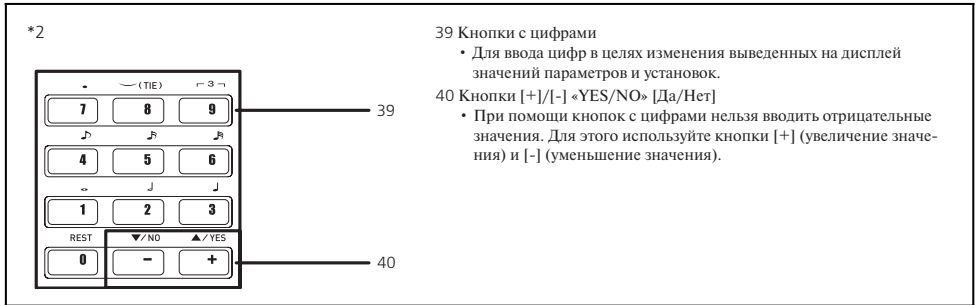 *2
. (TIE) 3
7 8 9
4 5 6
1 2 3
REST ▼/NO ▲/YES
0 - +
39
40
39 Кнопки с цифрами
• Для ввода цифр в целях изменения выведенных на дисплей
значений параметров и установок.
40 Кнопки [+]/[-] «YES/NO» [Да/Нет]
• При помощи кнопок с цифрами нельзя вводить отрицательные
значения. Для этого используйте кнопки [+] (увеличение значе-
ния) и [-] (уменьшение значения).